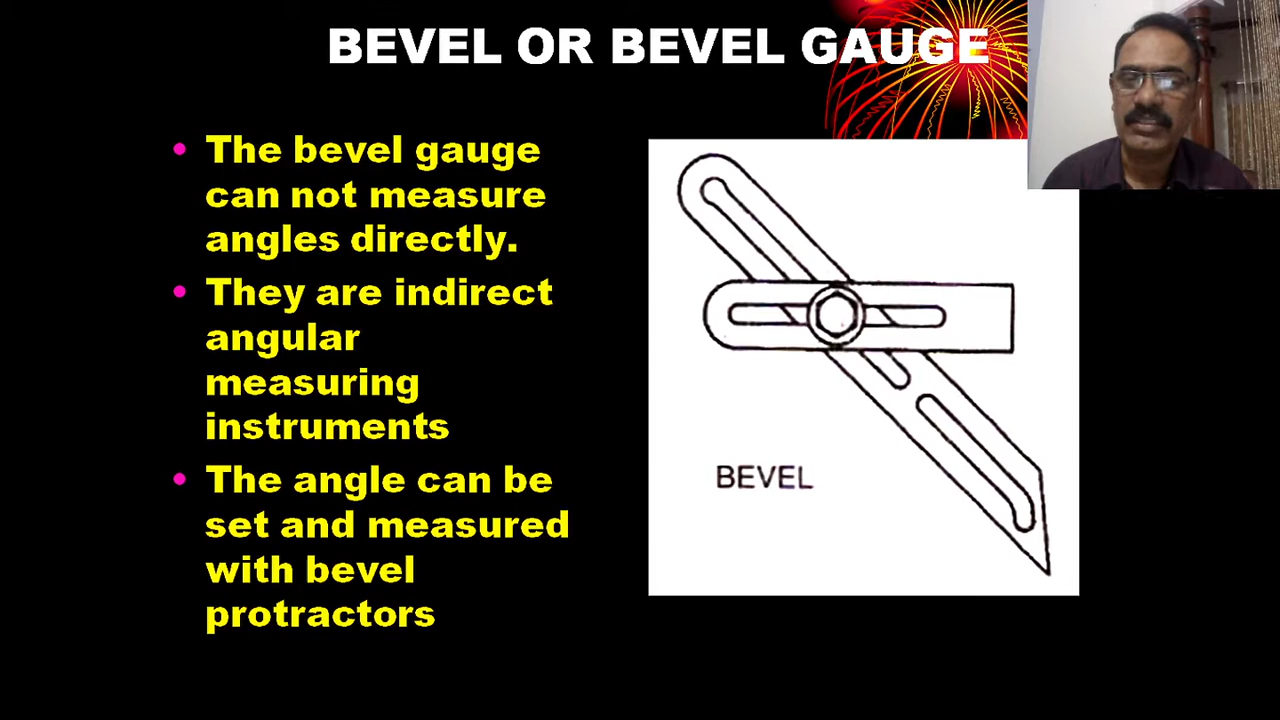 BEVEL OR BEVEL GAUGE
• The bevel gauge
can not measure
angles directly.
• They are indirect
angular
measuring
instruments
• The angle can be
set and measured
with bevel
protractors
BEVEL